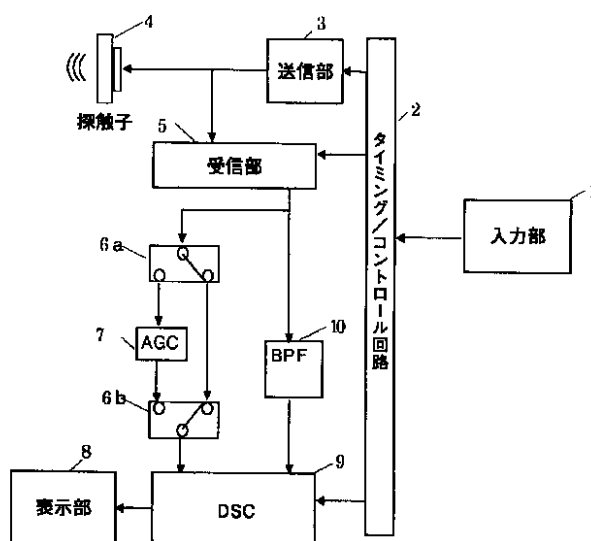 4
3
送信部
2
探触子
5
受信部
タイミング/コントロール回路
入力部
6a
7
AGC
10
BPF
6b
8
表示部
9
DSC